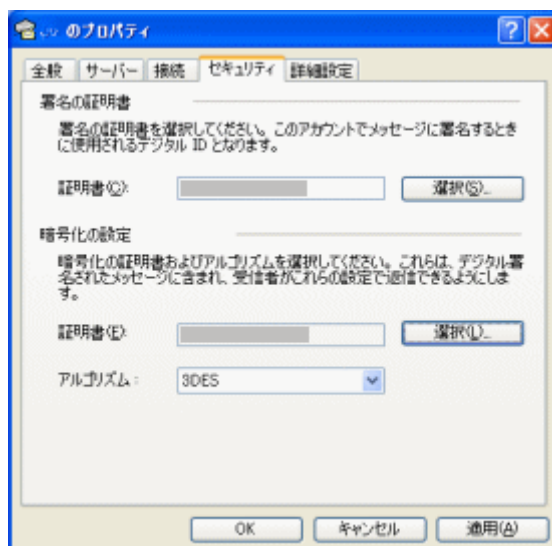 のプロパティ
全般 サーバー 接続 セキュリティ 詳細設定
署名の証明書
署名の証明書を選択してください。このアカウントでメッセージに署名するとき
に使用されるデジタル ID となります。
証明書(C): 選択(S)...
暗号化の設定
暗号化の証明書およびアルゴリズムを選択してください。これらは、デジタル署
名されたメッセージに含まれ、受信者がこれらの設定で返信できるようにしま
す。
証明書(E): 選択(L)...
アルゴリズム: 3DES
OK キャンセル 適用(A)